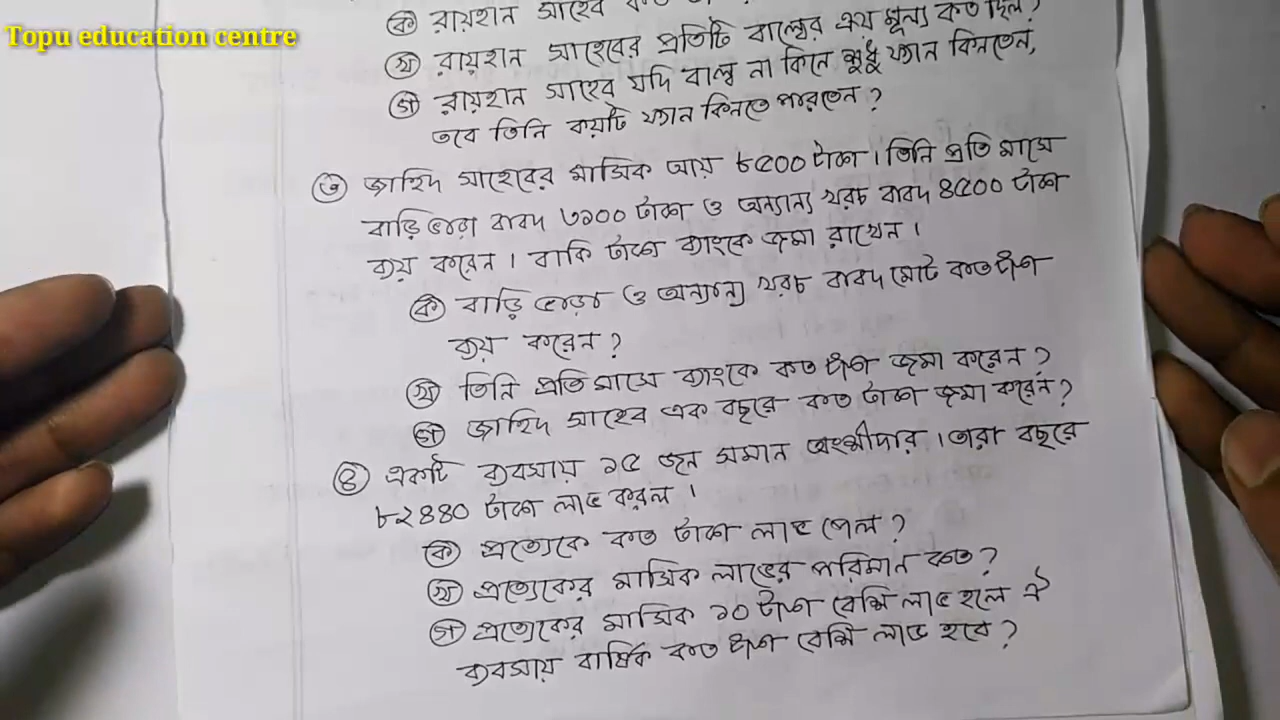 Topu education centre
ক রায়হান সাহেব
খ রায়হান সাহেবের প্রতিটি বাল্বের ক্রয় মূল্য কত ছিল?
গ রায়হান সাহেব যদি বাল্ব না কিনে শুধু ফ্যান কিনতেন,
তবে তিনি কয়টি ফ্যান কিনতে পারতেন?
৩ জাহিদ সাহেবের মাসিক আয় ৮৫০০ টাকা। তিনি প্রতি মাসে
বাড়ি ভাড়া বাবদ ৩১০০ টাকা ও অন্যান্য খরচ বাবদ ৪৫০০ টাকা
ব্যয় করেন। বাকি টাকা ব্যাংকে জমা রাখেন।
ক বাড়ি ভাড়া ও অন্যান্য খরচ বাবদ মোট কত টাকা
ব্যয় করেন?
খ তিনি প্রতি মাসে ব্যাংকে কত টাকা জমা করেন?
গ জাহিদ সাহেব এক বছরে কত টাকা জমা করেন?
৪ একটি ব্যবসায় ১৫ জন সমান অংশীদার। তারা বছরে
৮২৪৪০ টাকা লাভ করল।
ক প্রত্যেকে কত টাকা লাভ পেল?
খ প্রত্যেকের মাসিক লাভের পরিমান কত?
গ প্রত্যেকের মাসিক ১০ টাকা বেশি লাভ হলে ঐ
ব্যবসায় বার্ষিক কত টাকা বেশি লাভ হবে?